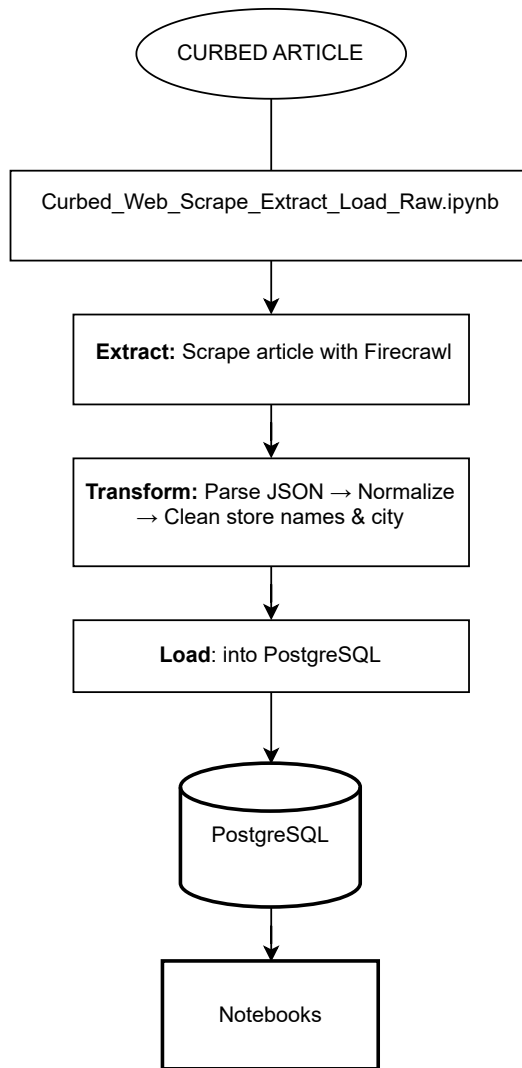 CURBED ARTICLE
Curbed_Web_Scrape_Extract_Load_Raw.ipynb
Extract: Scrape article with Firecrawl
Transform: Parse JSON → Normalize
→ Clean store names & city
Load: into PostgreSQL
PostgreSQL
Notebooks